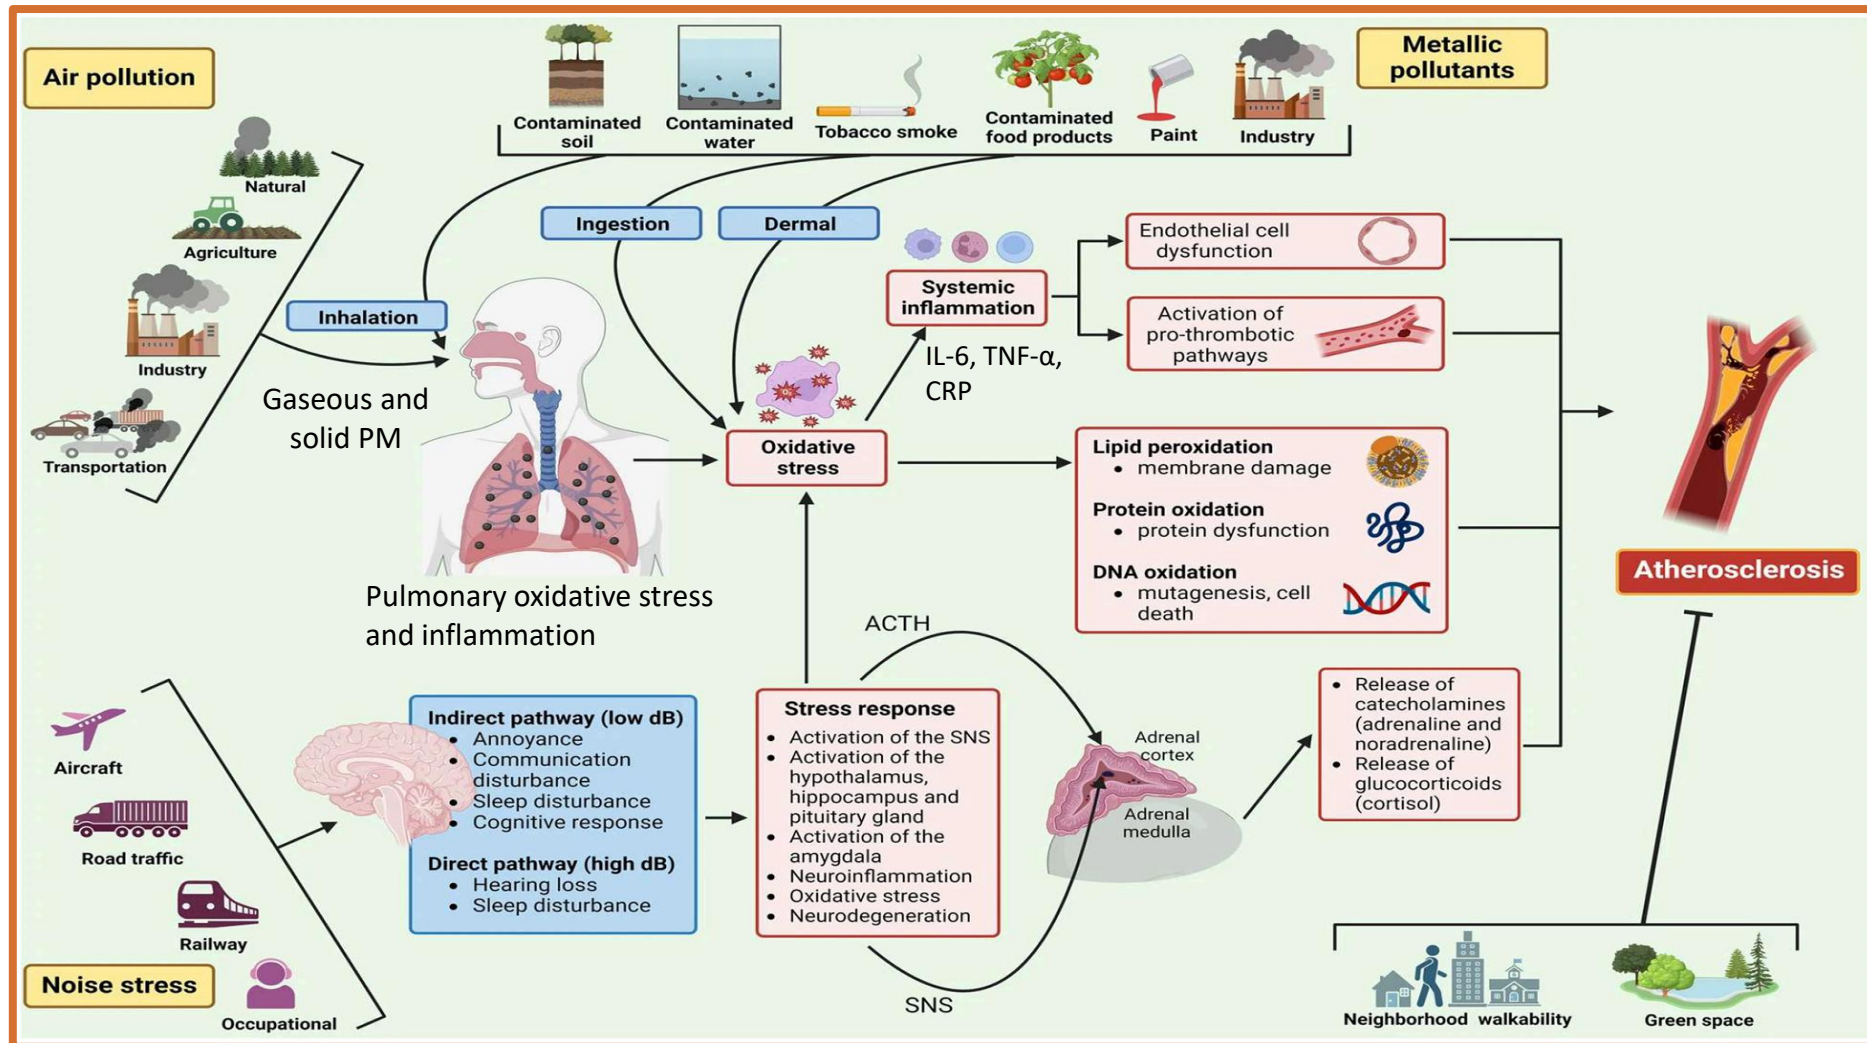 Air pollution
Natural
Agriculture
Industry
Transportation
Metallic
pollutants
Contaminated
soil
Contaminated
water
Tobacco smoke
Contaminated
food products
Paint
Industry
Inhalation
Ingestion
Dermal
Gaseous and
solid PM
Pulmonary oxidative stress
and inflammation
Oxidative
stress
Systemic
inflammation
IL-6, TNF-α,
CRP
Endothelial cell
dysfunction
Activation of
pro-thrombotic
pathways
Lipid peroxidation
• membrane damage
Protein oxidation
• protein dysfunction
DNA oxidation
• mutagenesis, cell
death
Atherosclerosis
Noise stress
Aircraft
Road traffic
Railway
Occupational
Indirect pathway (low dB)
• Annoyance
• Communication
disturbance
• Sleep disturbance
• Cognitive response
Direct pathway (high dB)
• Hearing loss
• Sleep disturbance
Stress response
• Activation of the SNS
• Activation of the
hypothalamus,
hippocampus and
pituitary gland
• Activation of the
amygdala
• Neuroinflammation
• Oxidative stress
• Neurodegeneration
ACTH
SNS
Adrenal
cortex
Adrenal
medulla
• Release of
catecholamines
(adrenaline and
noradrenaline)
• Release of
glucocorticoids
(cortisol)
Neighborhood walkability
Green space